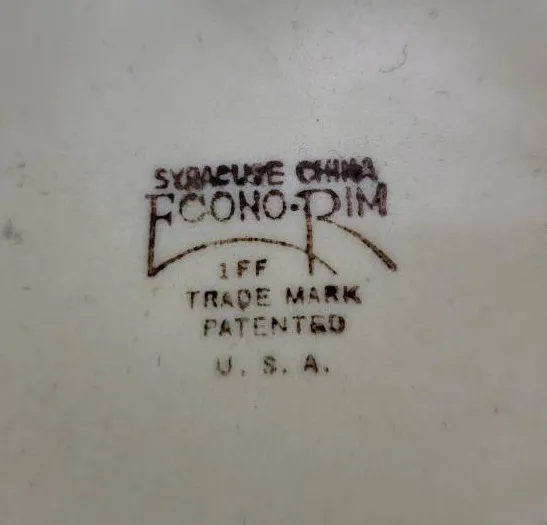 SYRACUSE CHINA
ECONO-RIM
1FF
TRADE MARK
PATENTED
U. S. A.